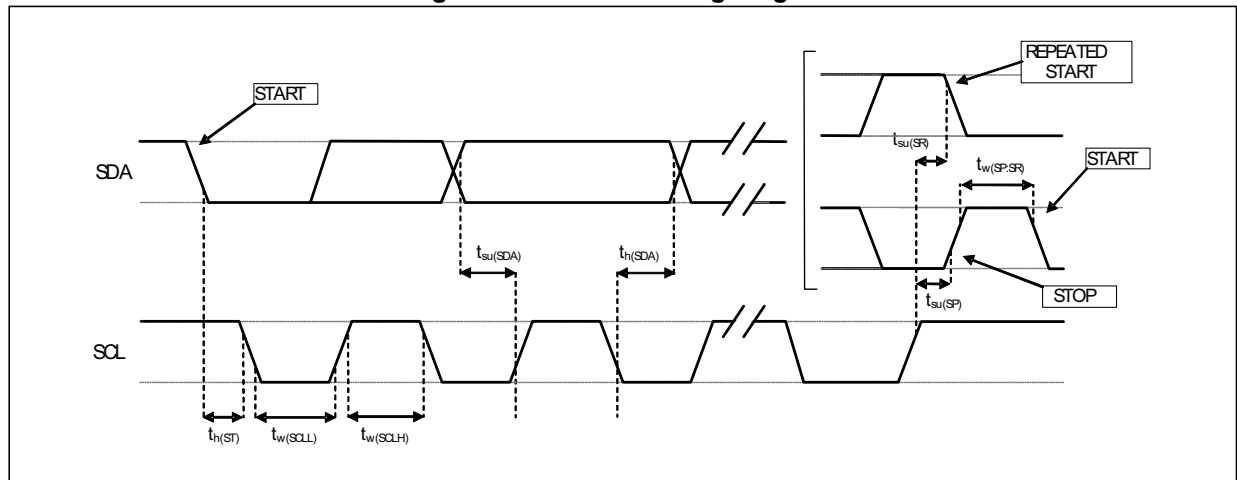 REPEATED
START
START
SDA
tsu(SR)
tw(SP:SR)
START
tsu(SDA)
th(SDA)
tsu(SP)
STOP
SCL
th(ST)
tw(SCLL)
tw(SCLH)